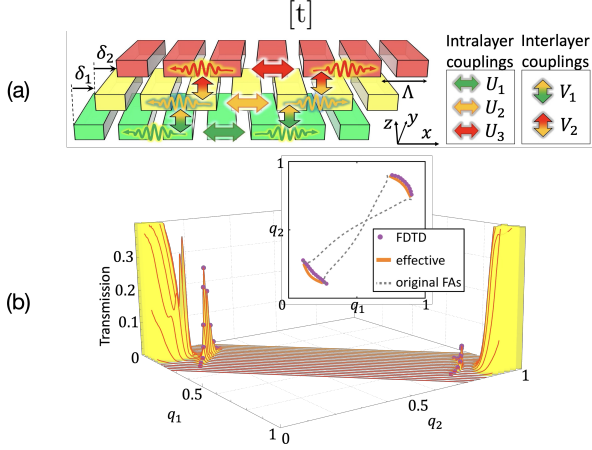 [t]
(a)
δ2
δ1
Λ
z
y
x
Intralayer
couplings
U1
U2
U3
Interlayer
couplings
V1
V2
(b)
Transmission
0.3
0.2
0.1
0
0.5
1
q1
0
0.5
1
q2
1
q2
0
q1
1
FDTD
effective
original FAs